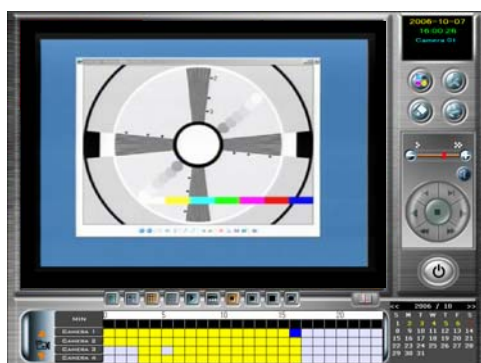 2006-10-07
16:00:26
Camera 01
MIN 0 5 10 15 20
CAMERA 1
CAMERA 2
CAMERA 3
CAMERA 4
<< 2006 / 10 >>
S M T W T F S
1 2 3 4 5 6 7
8 9 10 11 12 13 14
15 16 17 18 19 20 21
22 23 24 25 26 27 28
29 30 31